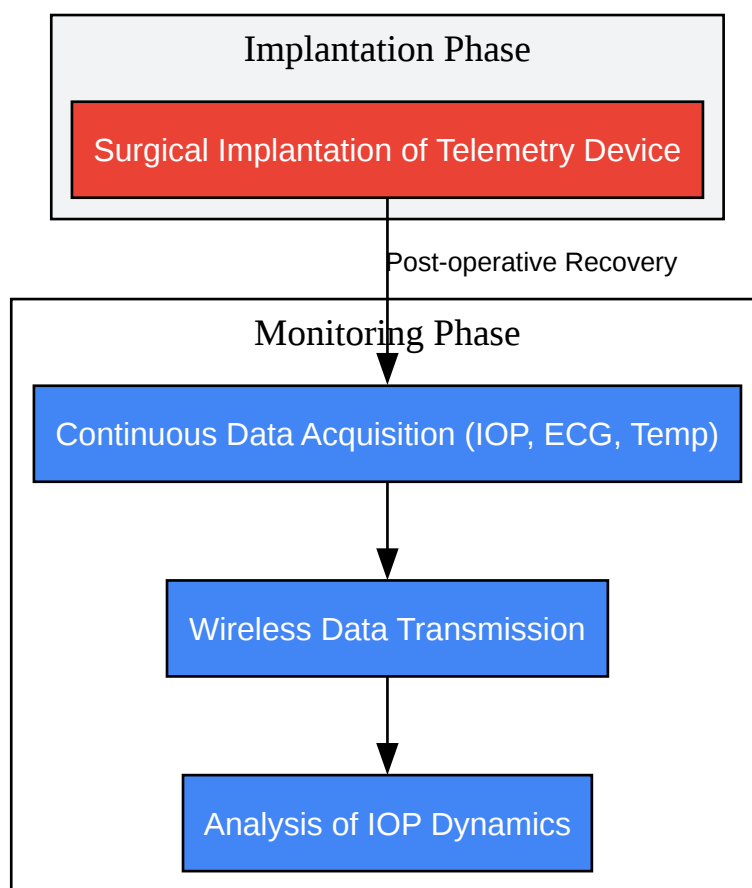 Implantation Phase
Surgical Implantation of Telemetry Device
Post-operative Recovery
Monitoring Phase
Continuous Data Acquisition (IOP, ECG, Temp)
Wireless Data Transmission
Analysis of IOP Dynamics